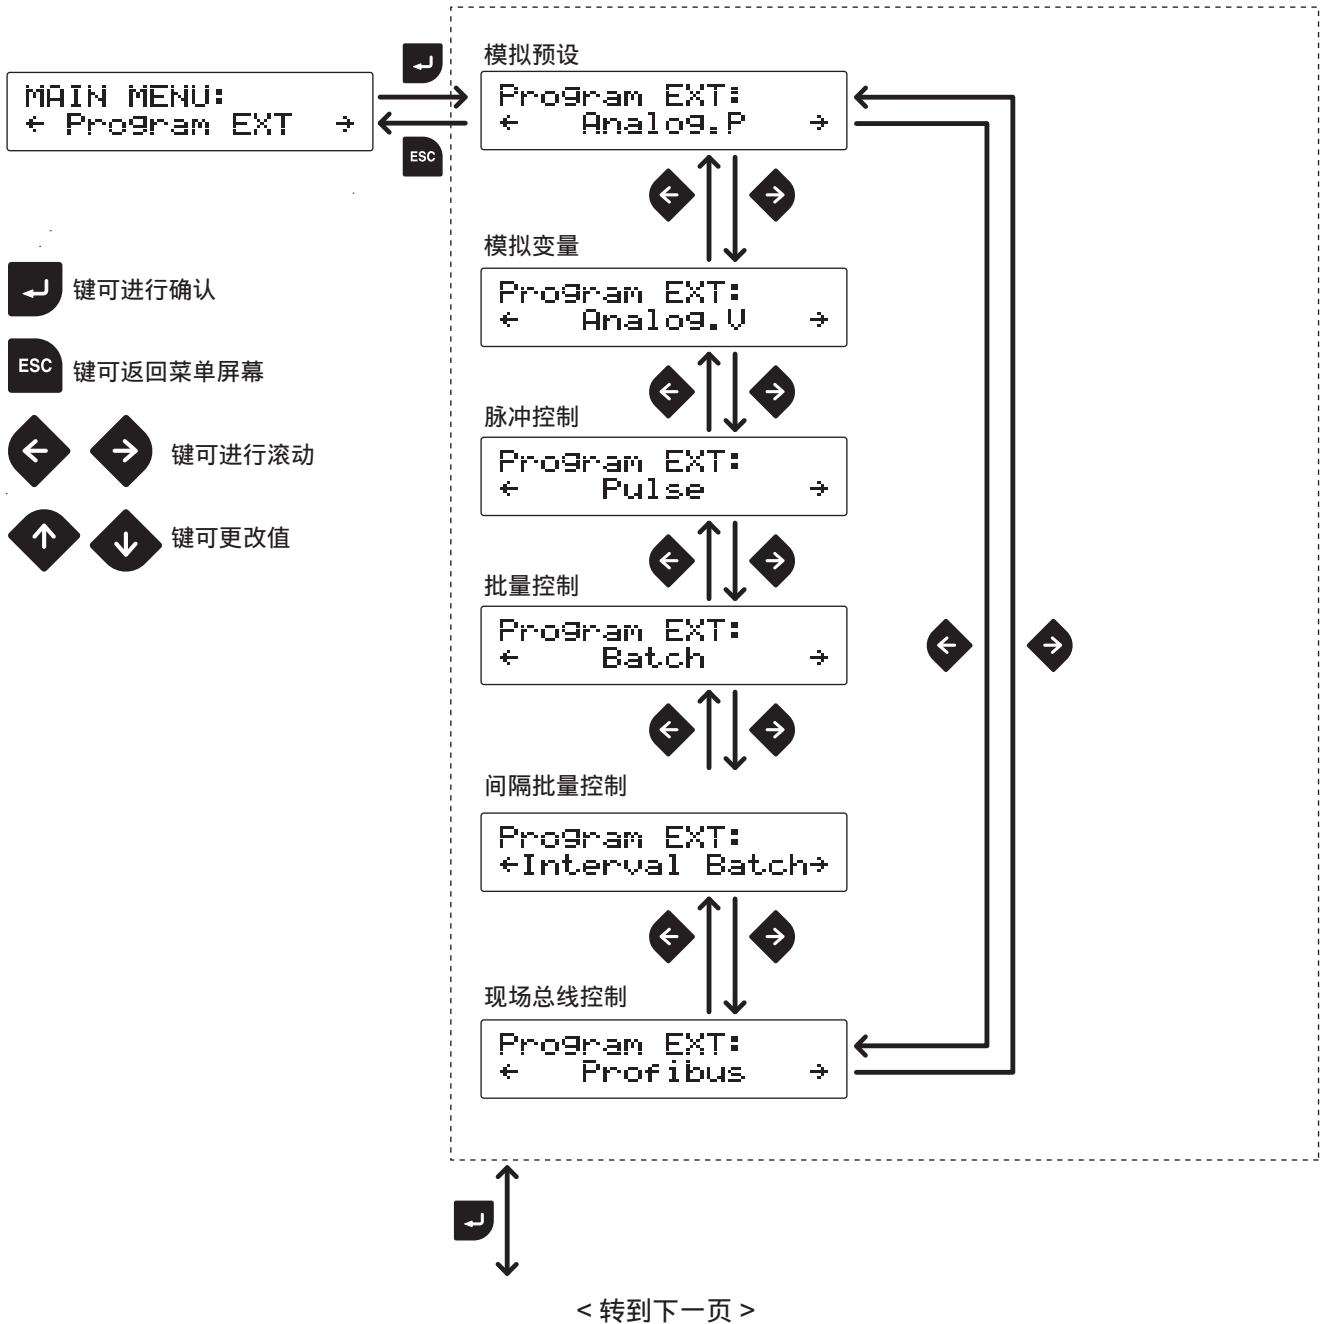 MAIN MENU:
← Program EXT →
ESC
键可进行确认
ESC 键可返回菜单屏幕
键可进行滚动
键可更改值
模拟预设
Program EXT:
← Analog.P →
模拟变量
Program EXT:
← Analog.V →
脉冲控制
Program EXT:
← Pulse →
批量控制
Program EXT:
← Batch →
间隔批量控制
Program EXT:
←Interval Batch→
现场总线控制
Program EXT:
← Profibus →
< 转到下一页 >